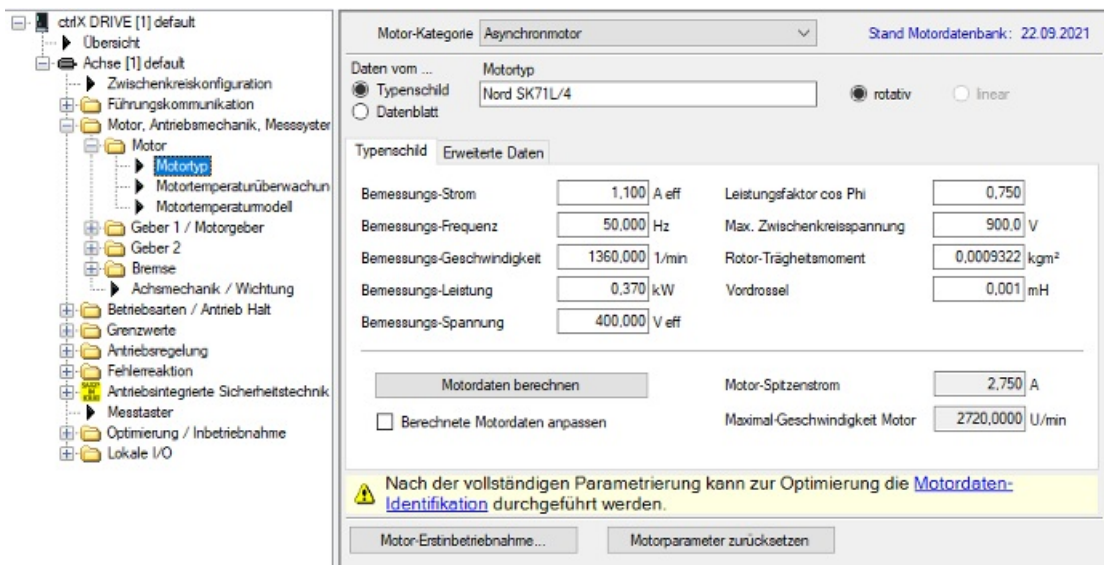 ctrlX DRIVE [1] default
Übersicht
Achse [1] default
Zwischenkreiskonfiguration
Führungskommunikation
Motor, Antriebsmechanik, Messsyster
Motor
Motortyp
Motortemperaturüberwachun
Motortemperaturmodell
Geber 1 / Motorgeber
Geber 2
Bremse
Achsmechanik / Wichtung
Betriebsarten / Antrieb Halt
Grenzwerte
Antriebsregelung
Fehlerreaktion
Antriebsintegrierte Sicherheitstechnik
Messtaster
Optimierung / Inbetriebnahme
Lokale I/O
Motor-Kategorie Asynchronmotor Stand Motordatenbank: 22.09.2021
Daten vom ... Motortyp
Typenschild Nord SK71L/4 rotativ linear
Datenblatt
Typenschild Erweiterte Daten
Bemessungs-Strom 1,100 A eff Leistungsfaktor cos Phi 0,750
Bemessungs-Frequenz 50,000 Hz Max. Zwischenkreisspannung 900,0 V
Bemessungs-Geschwindigkeit 1360,000 1/min Rotor-Trägheitsmoment 0,0009322 kgm²
Bemessungs-Leistung 0,370 kW Vordrossel 0,001 mH
Bemessungs-Spannung 400,000 V eff
Motordaten berechnen Motor-Spitzenstrom 2,750 A
Berechnete Motordaten anpassen Maximal-Geschwindigkeit Motor 2720,0000 U/min
Nach der vollständigen Parametrierung kann zur Optimierung die Motordaten-
Identifikation durchgeführt werden.
Motor-Erstinbetriebnahme... Motorparameter zurücksetzen